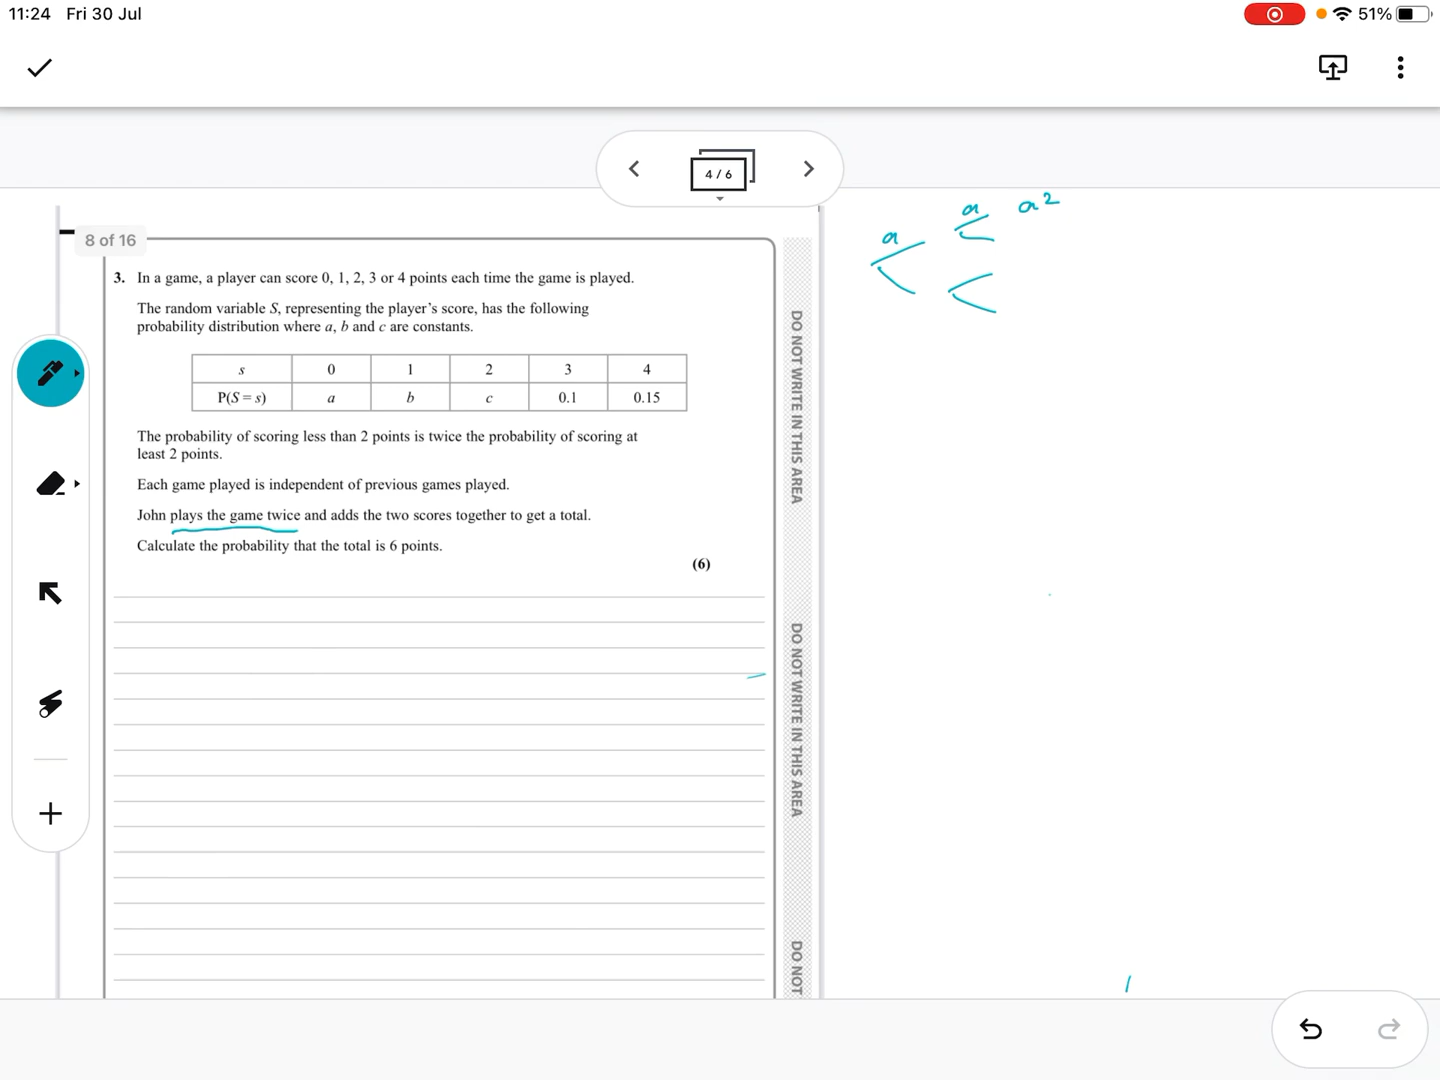 11:24 Fri 30 Jul
51%
4 / 6
8 of 16
3. In a game, a player can score 0, 1, 2, 3 or 4 points each time the game is played.
The random variable S, representing the player's score, has the following
probability distribution where a, b and c are constants.
s 0 1 2 3 4
P(S = s) a b c 0.1 0.15
The probability of scoring less than 2 points is twice the probability of scoring at
least 2 points.
Each game played is independent of previous games played.
John plays the game twice and adds the two scores together to get a total.
Calculate the probability that the total is 6 points.
(6)
DO NOT WRITE IN THIS AREA
DO NOT WRITE IN THIS AREA
DO NOT
a
a
a²